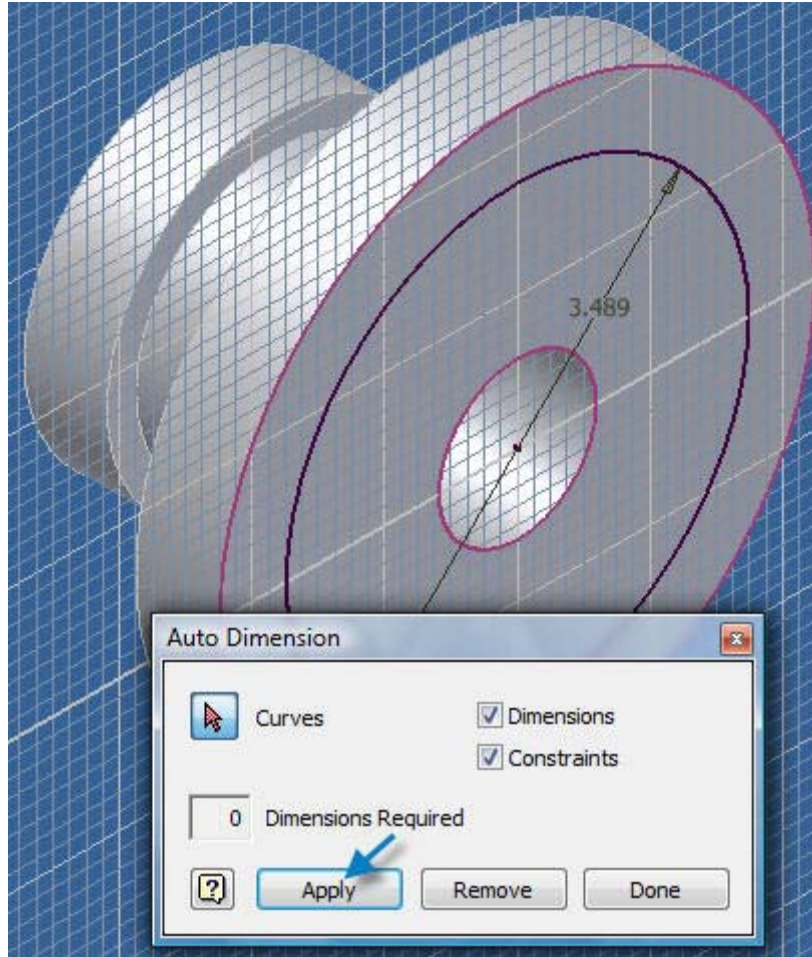 3.489
Auto Dimension
Curves
Dimensions
Constraints
0 Dimensions Required
? Apply Remove Done